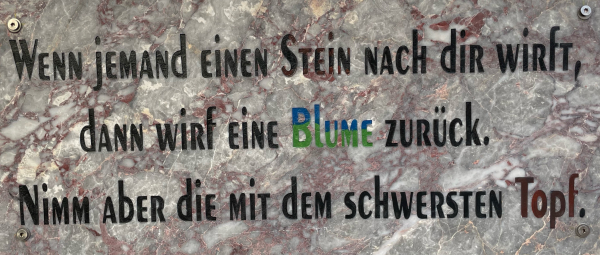 Wenn jemand einen Stein nach dir wirft,
dann wirf eine Blume zurück.
Nimm aber die mit dem schwersten Topf.